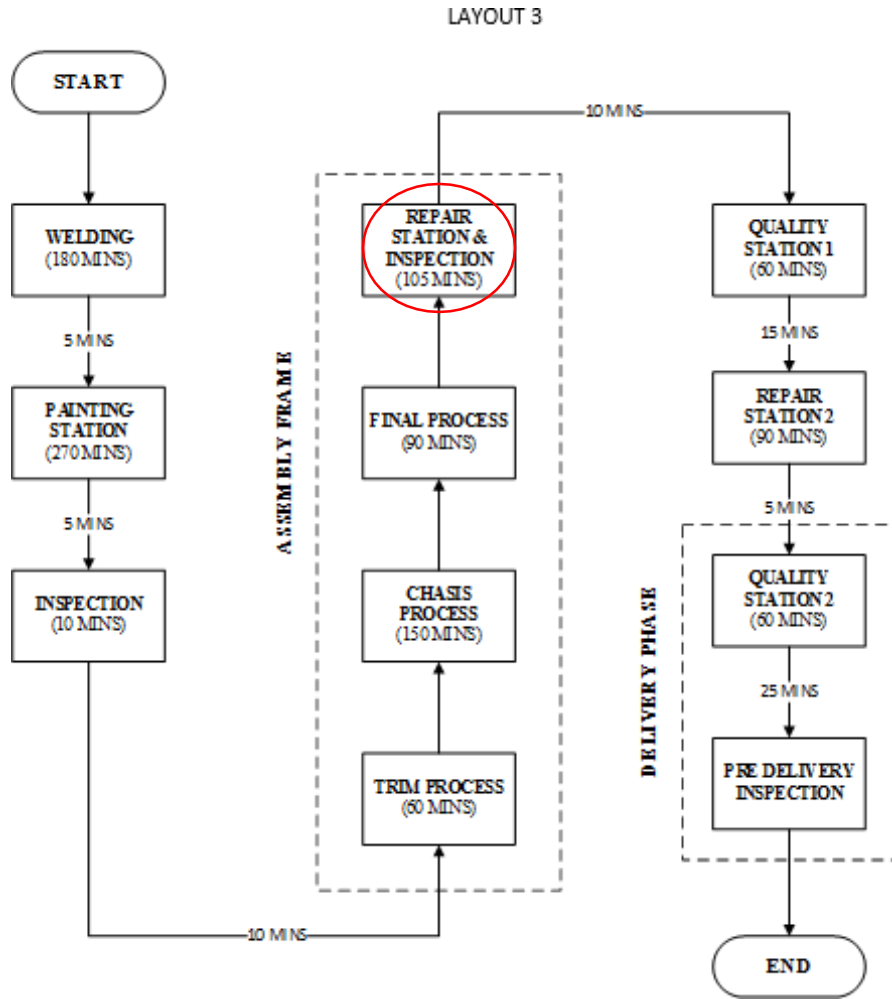 LAYOUT 3
START
WELDING
(180 MINS)
5 MINS
PAINTING
STATION
(270 MINS)
5 MINS
INSPECTION
(10 MINS)
10 MINS
ASSEMBLY FRAME
TRIM PROCESS
(60 MINS)
CHASIS
PROCESS
(150 MINS)
FINAL PROCESS
(90 MINS)
REPAIR
STATION &
INSPECTION
(105 MINS)
10 MINS
QUALITY
STATION 1
(60 MINS)
15 MINS
REPAIR
STATION 2
(90 MINS)
5 MINS
DELIVERY PHASE
QUALITY
STATION 2
(60 MINS)
25 MINS
PRE DELIVERY
INSPECTION
END